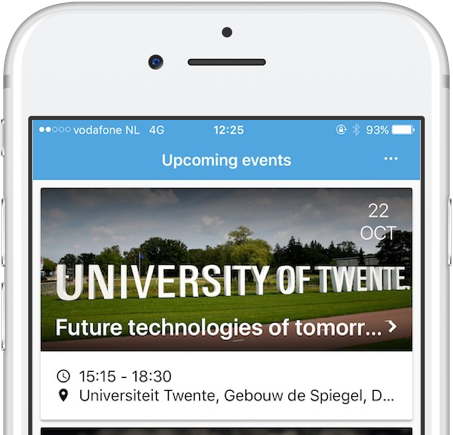 vodafone NL 4G 12:25 93%
Upcoming events ...
22
OCT
UNIVERSITY OF TWENTE.
Future technologies of tomorr...
15:15 - 18:30
Universiteit Twente, Gebouw de Spiegel, D...